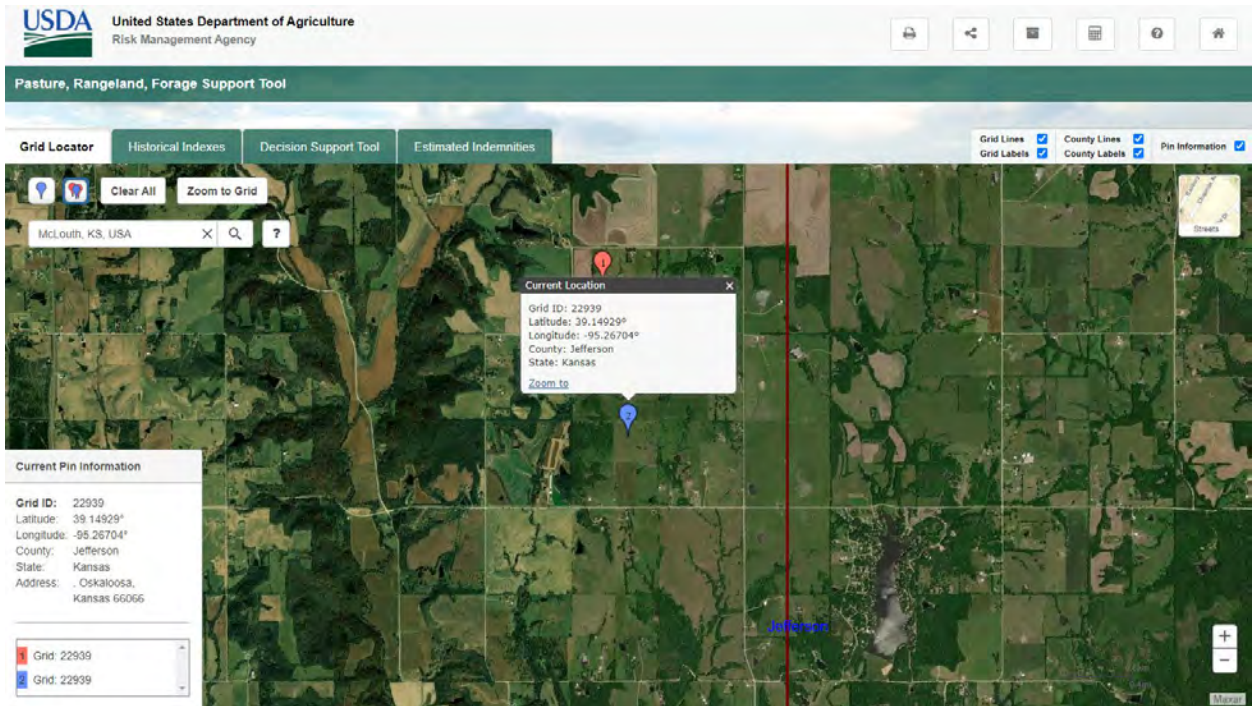 USDA
United States Department of Agriculture
Risk Management Agency
Pasture, Rangeland, Forage Support Tool
Grid Locator
Historical Indexes
Decision Support Tool
Estimated Indemnities
Grid Lines
County Lines
Grid Labels
County Labels
Pin Information
Clear All
Zoom to Grid
McLouth, KS, USA
?
Streets
1
Current Location
Grid ID: 22939
Latitude: 39.14929°
Longitude: -95.26704°
County: Jefferson
State: Kansas
Zoom to
2
Current Pin Information
Grid ID: 22939
Latitude: 39.14929°
Longitude: -95.26704°
County: Jefferson
State: Kansas
Address: . Oskaloosa,
Kansas 66066
1 Grid: 22939
2 Grid: 22939
Jefferson
+
−
Maxar